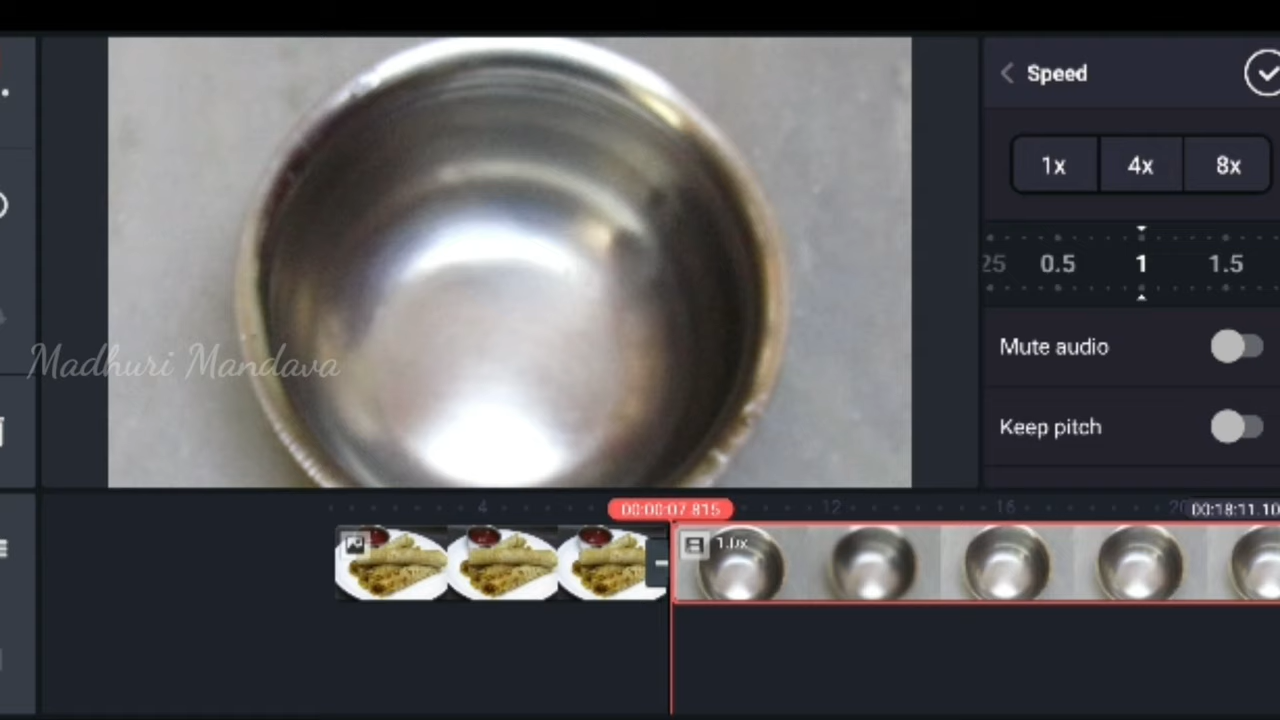 Speed
1x 4x 8x
25 0.5 1 1.5
Mute audio
Madhuri Mandava
Keep pitch
4 00:00:07.815 12 16 20 00:18:11.10
1.0x